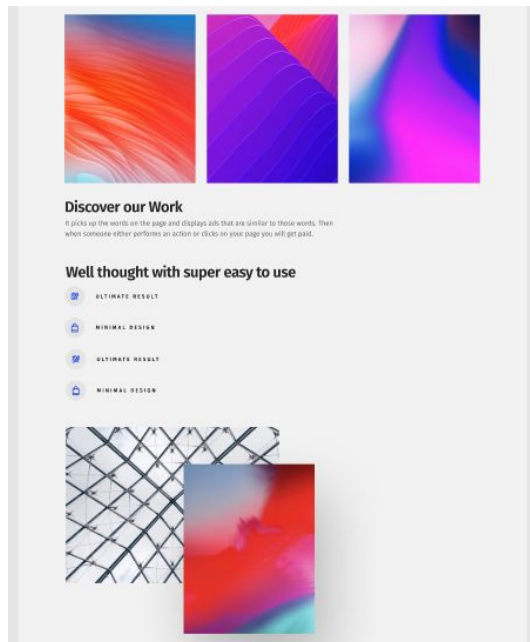 Discover our Work
It picks up the words on the page and displays ads that are similar to those words. Then
when someone either performs an action or clicks on your page you will get paid.
Well thought with super easy to use
ULTIMATE RESULT
MINIMAL DESIGN
ULTIMATE RESULT
MINIMAL DESIGN